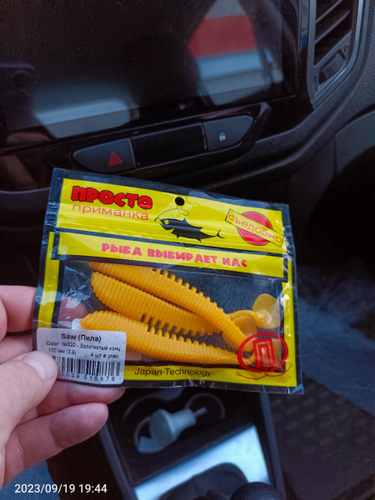 ПРОСТО
приманка
Съедобно
РЫБА ВЫБИРАЕТ НАС
Saw (Пила)
100 мм (3.9)
4 шт в упак.
Japan Technology
2023/09/19 19:44